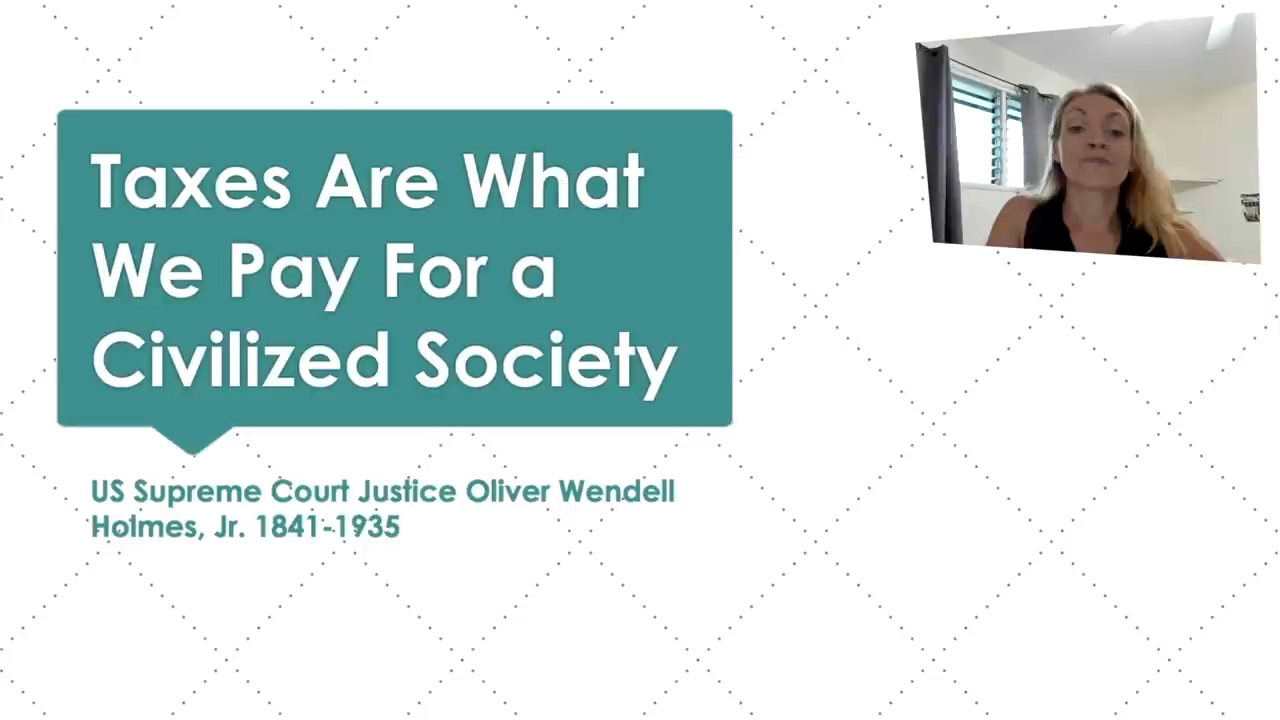 Taxes Are What
We Pay For a
Civilized Society
US Supreme Court Justice Oliver Wendell
Holmes, Jr. 1841-1935